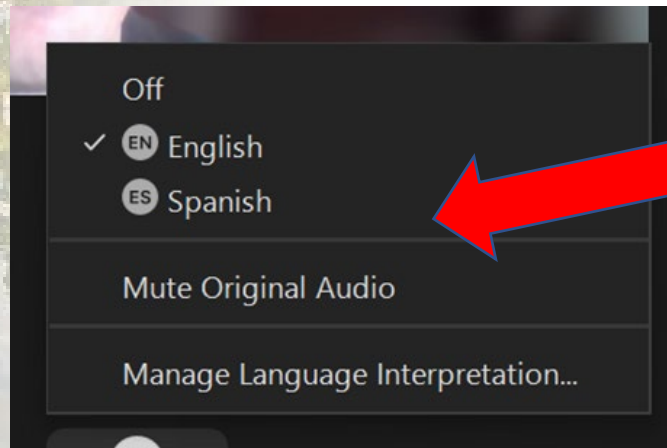 Off
EN English
ES Spanish
Mute Original Audio
Manage Language Interpretation...